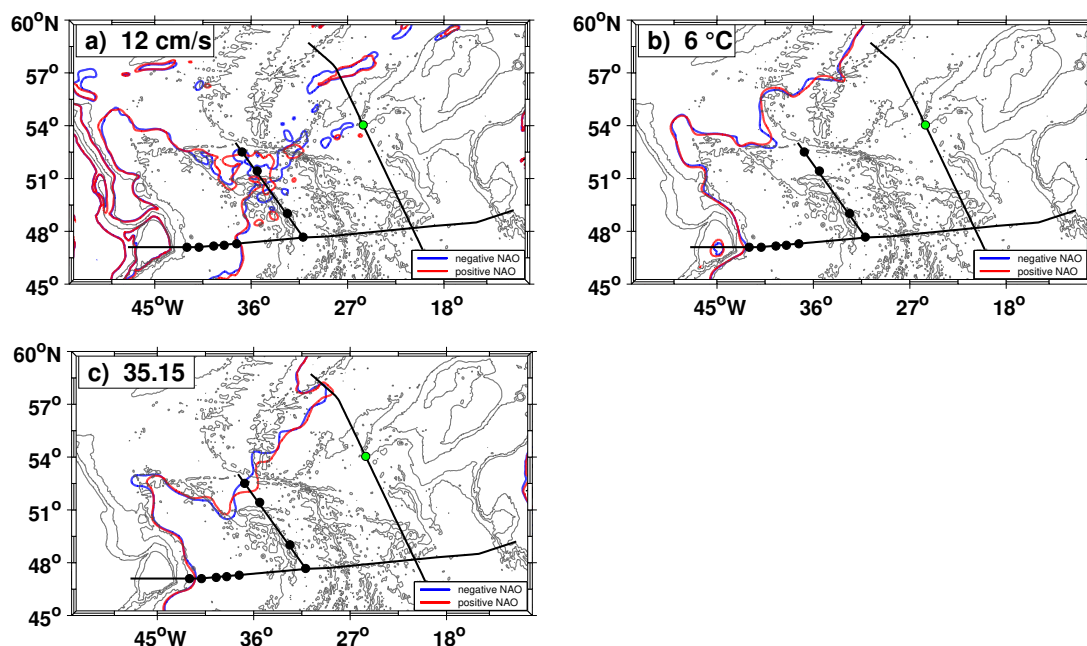 60°N
57°
54°
51°
48°
45°
a) 12 cm/s
negative NAO
positive NAO
45°W 36° 27° 18°
60°N
57°
54°
51°
48°
45°
b) 6 °C
negative NAO
positive NAO
45°W 36° 27° 18°
60°N
57°
54°
51°
48°
45°
c) 35.15
negative NAO
positive NAO
45°W 36° 27° 18°